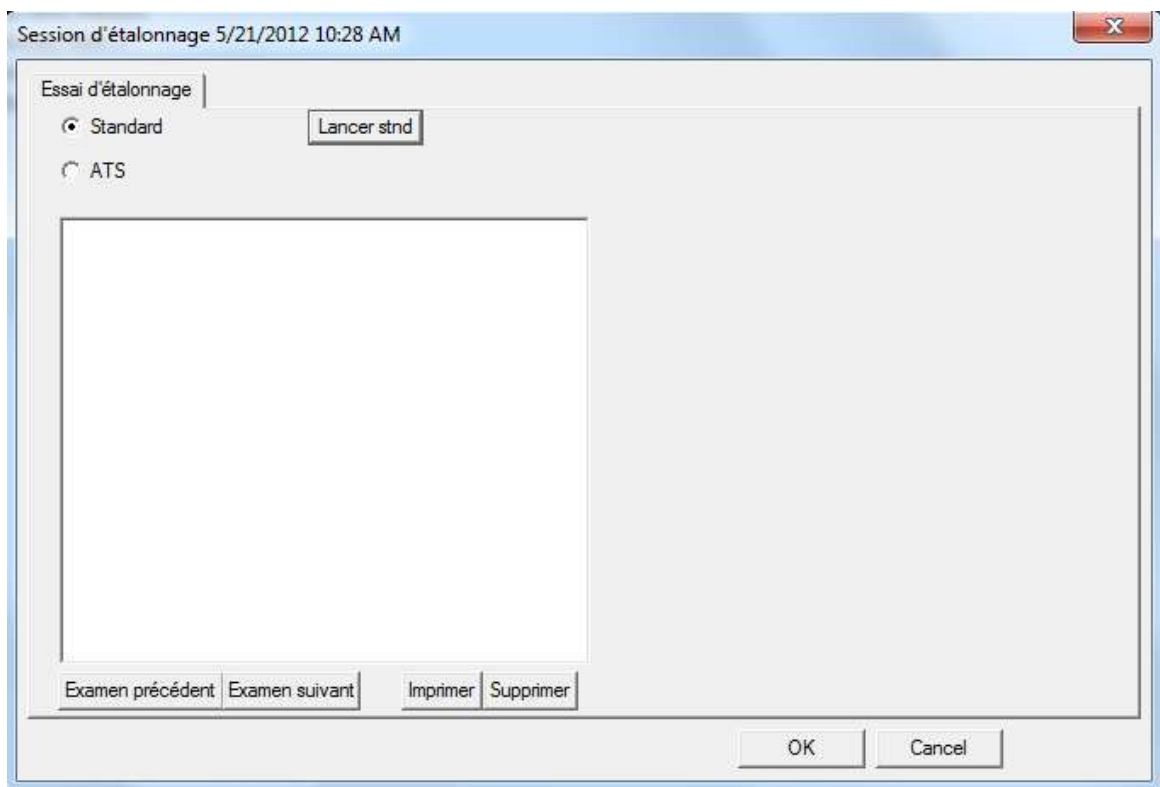 Session d'étalonnage 5/21/2012 10:28 AM
Essai d'étalonnage
Standard
Lancer stnd
ATS
Examen précédent
Examen suivant
Imprimer
Supprimer
OK
Cancel